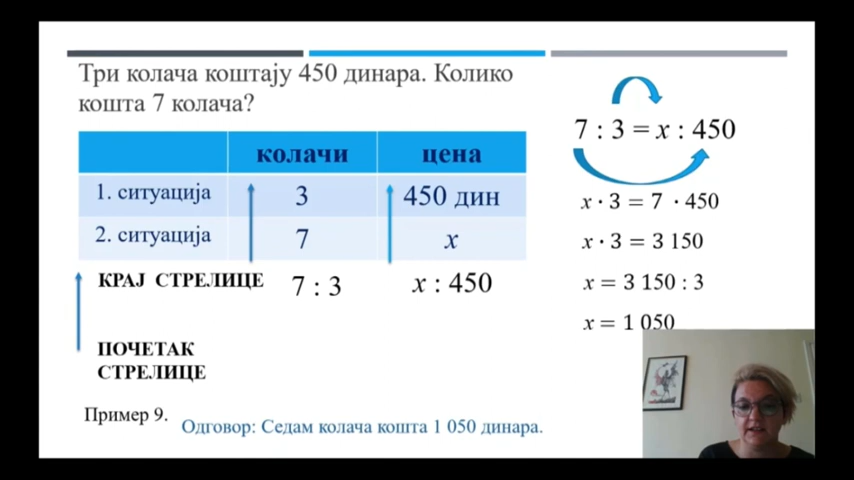 Три колача коштају 450 динара. Колико
кошта 7 колача?
колачи цена
1. ситуација 3 450 дин
2. ситуација 7 x
КРАЈ СТРЕЛИЦЕ 7 : 3 x : 450
ПОЧЕТАК
СТРЕЛИЦЕ
Пример 9.
Одговор: Седам колача кошта 1 050 динара.
7 : 3 = x : 450
x · 3 = 7 · 450
x · 3 = 3 150
x = 3 150 : 3
x = 1 050